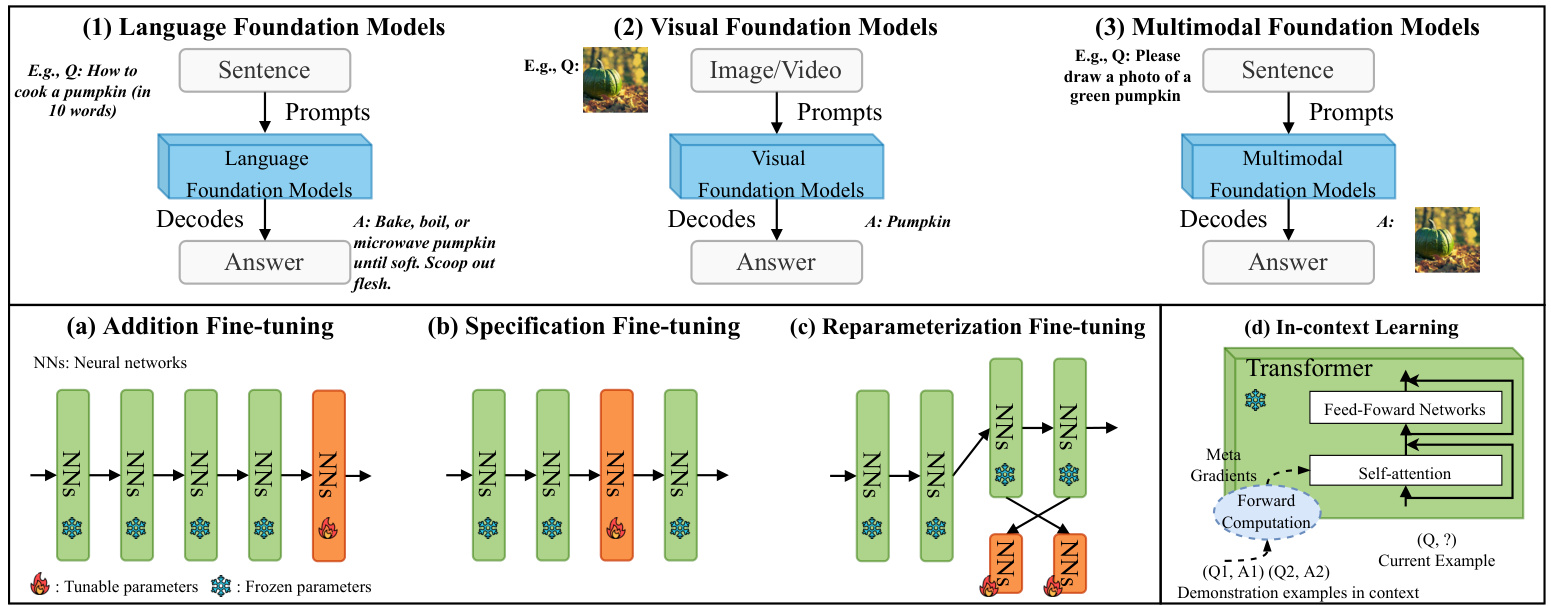 (1) Language Foundation Models
E.g., Q: How to
cook a pumpkin (in
10 words)
Sentence
Prompts
Language
Foundation Models
Decodes
A: Bake, boil, or
microwave pumpkin
until soft. Scoop out
flesh.
Answer
(2) Visual Foundation Models
E.g., Q:
Image/Video
Prompts
Visual
Foundation Models
Decodes
A: Pumpkin
Answer
(3) Multimodal Foundation Models
E.g., Q: Please
draw a photo of a
green pumpkin
Sentence
Prompts
Multimodal
Foundation Models
Decodes
A:
Answer
(a) Addition Fine-tuning
NNs: Neural networks
NNs
NNs
NNs
NNs
NNs
: Tunable parameters
: Frozen parameters
(b) Specification Fine-tuning
NNs
NNs
NNs
NNs
(c) Reparameterization Fine-tuning
NNs
NNs
NNs
NNs
NNs
NNs
(d) In-context Learning
Transformer
Feed-Foward Networks
Self-attention
Meta
Gradients
Forward
Computation
(Q, ?)
Current Example
(Q1, A1) (Q2, A2)
Demonstration examples in context